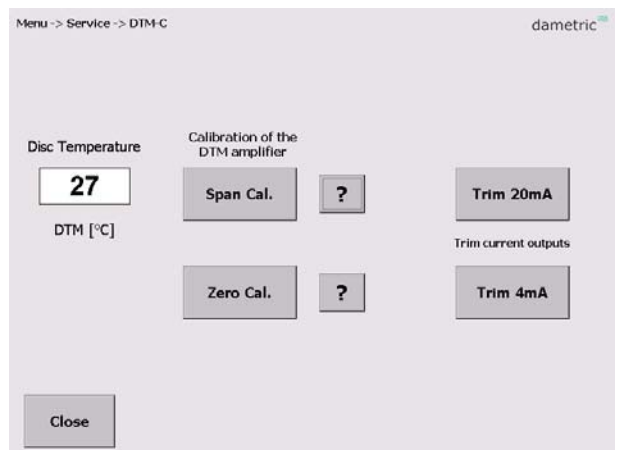 Menu -> Service -> DTM-C
dametric
Disc Temperature
27
DTM [°C]
Calibration of the
DTM amplifier
Span Cal.
?
Zero Cal.
?
Trim 20mA
Trim current outputs
Trim 4mA
Close